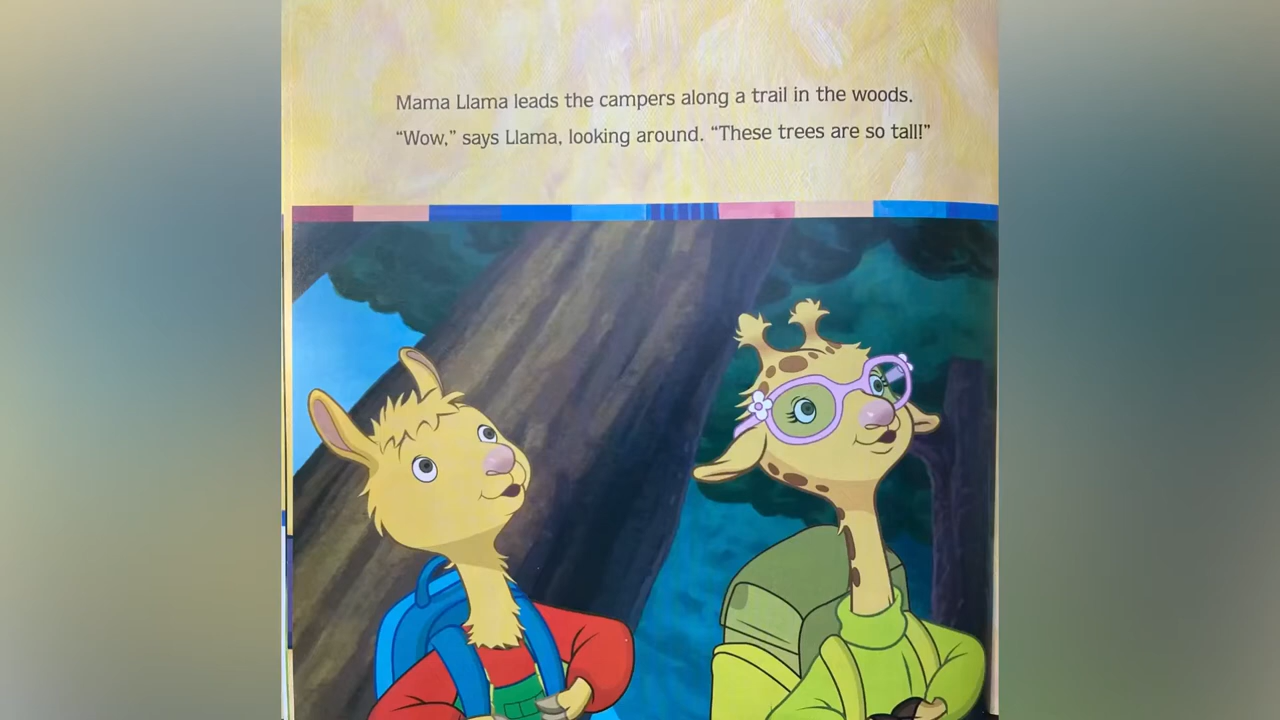 Mama Llama leads the campers along a trail in the woods.
“Wow,” says Llama, looking around. “These trees are so tall!”